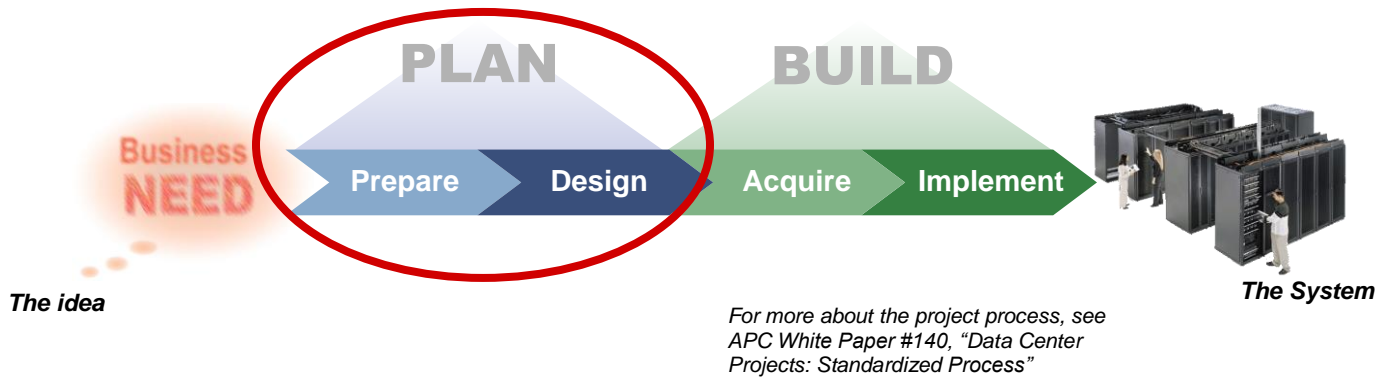 PLAN
BUILD
Business
NEED
Prepare
Design
Acquire
Implement
The idea
The System
For more about the project process, see
APC White Paper #140, “Data Center
Projects: Standardized Process”